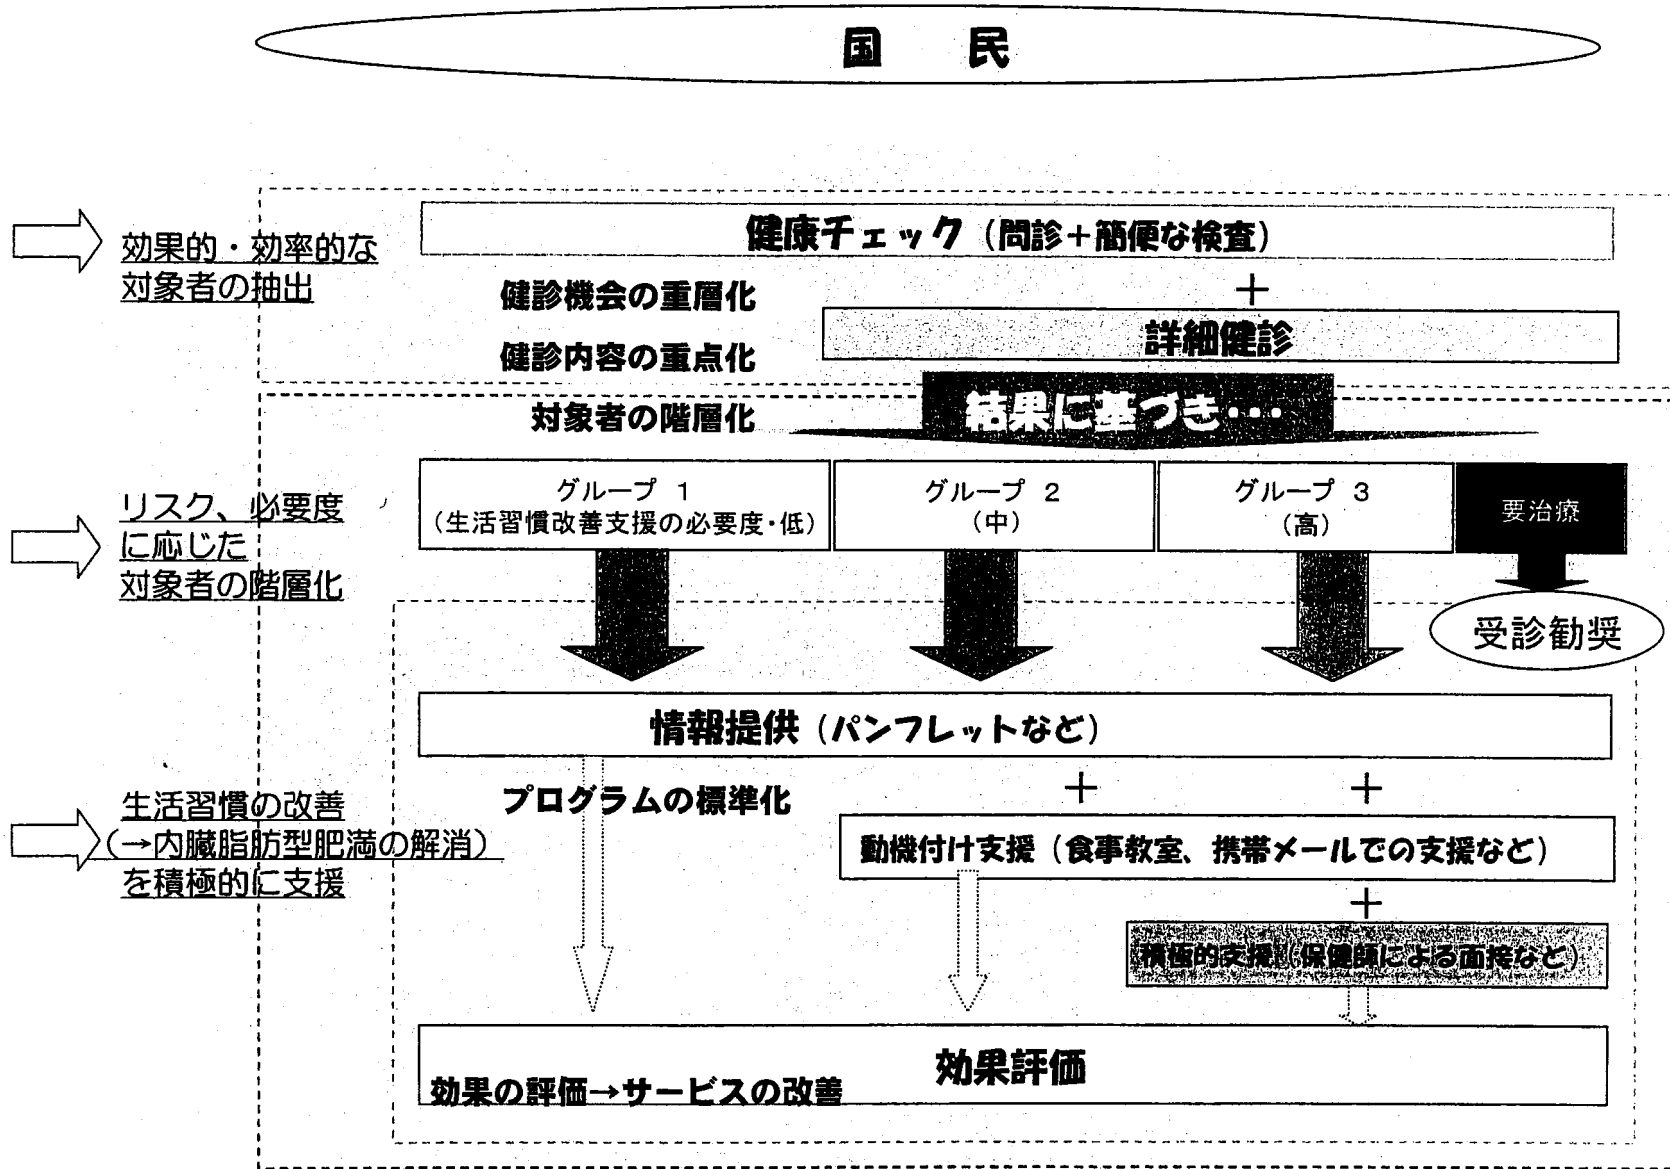 国　　民
健康チェック（問診＋簡便な検査）
効果的・効率的な
対象者の抽出
健診機会の重層化
＋
詳細健診
健診内容の重点化
結果に基づき・・・
対象者の階層化
リスク、必要度
に応じた
対象者の階層化
グループ 1
（生活習慣改善支援の必要度・低）
グループ 2
（中）
グループ 3
（高）
要治療
受診勧奨
情報提供（パンフレットなど）
＋
＋
プログラムの標準化
生活習慣の改善
（→内臓脂肪型肥満の解消）
を積極的に支援
動機付け支援（食事教室、携帯メールでの支援など）
＋
積極的支援（保健師による面接など）
効果評価
効果の評価→サービスの改善